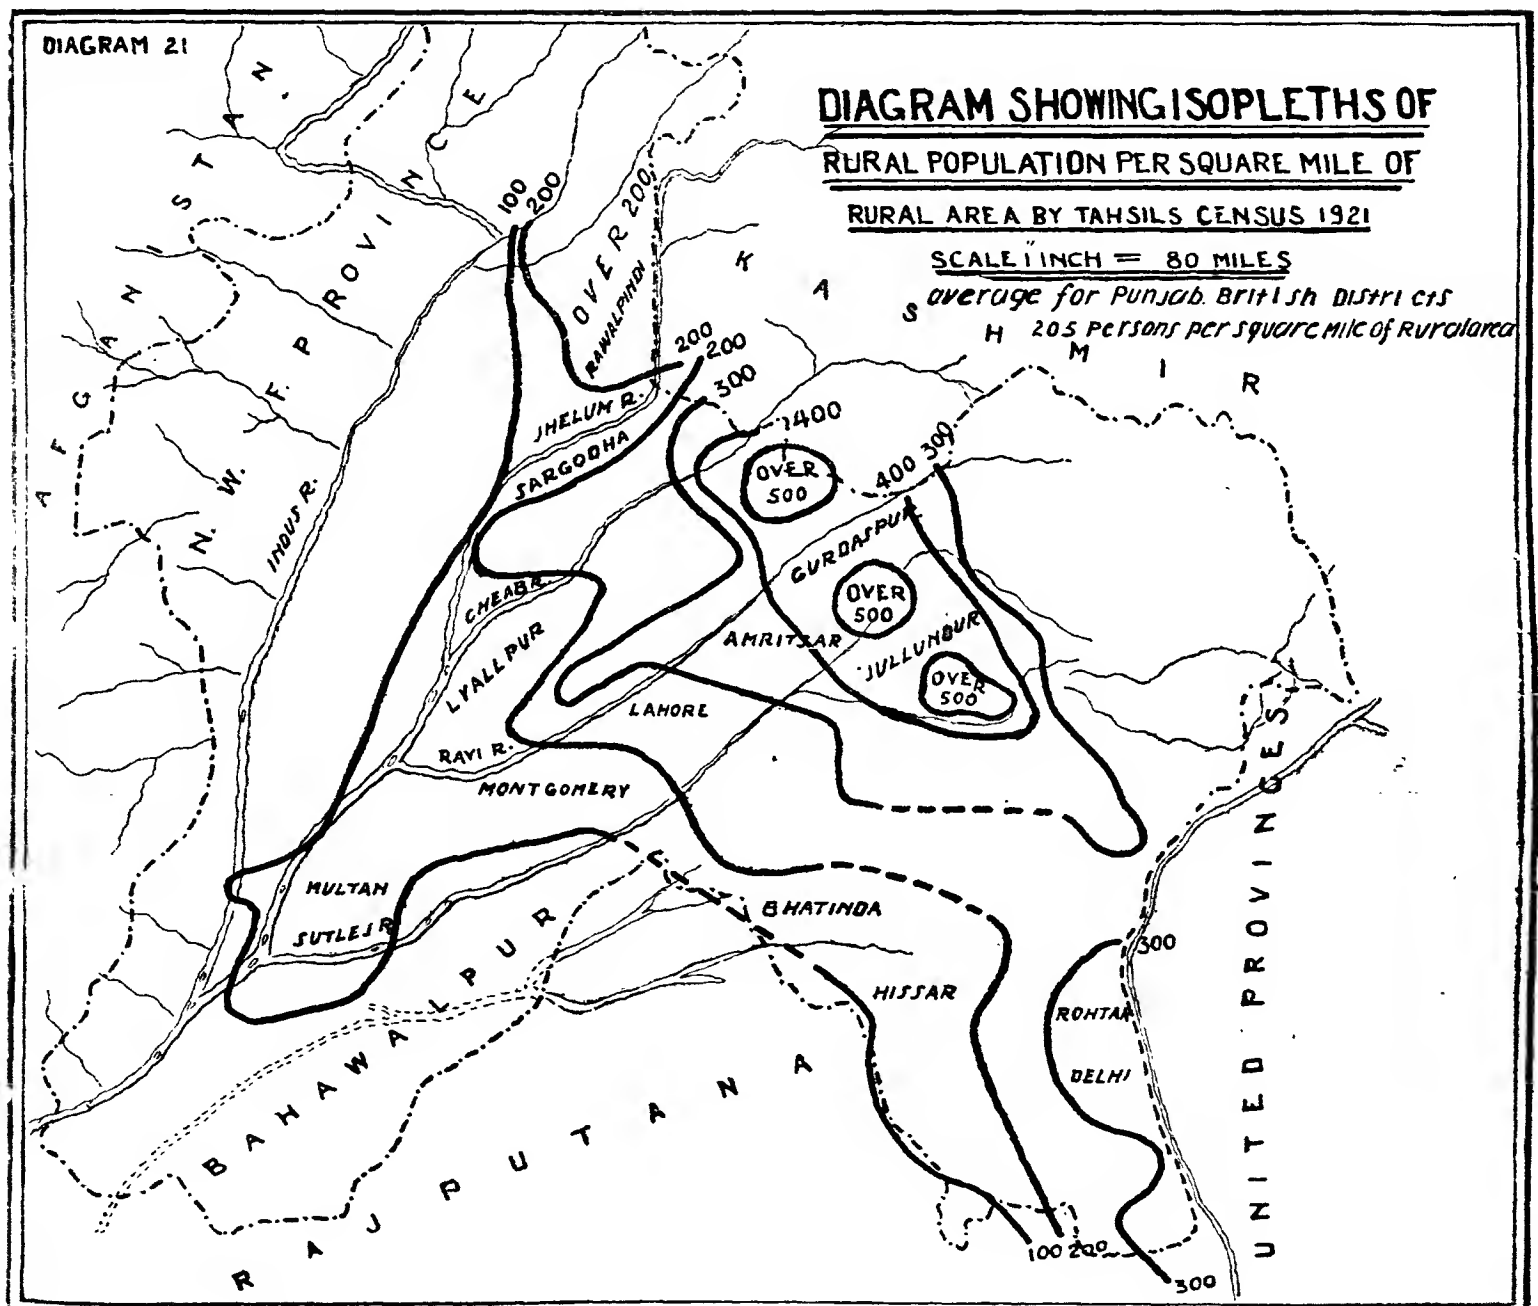 DIAGRAM 21
DIAGRAM SHOWING ISOPLETHS OF
RURAL POPULATION PER SQUARE MILE OF
RURAL AREA BY TAHSILS CENSUS 1921
SCALE 1" INCH = 80 MILES
average for Punjab. British Districts
205 Persons per square Mile of Rural area
AFGANISTAN.
N. W. F. PROVINCE
KASHMIR
100
200
OVER 200
RAWALPINDI
200
200
300
400
JHELUM R.
SARGODHA
OVER
500
400
300
INDUS R.
GURDASPUR
CHEAB R.
OVER
500
AMRITSAR
JULLUNDUR
LYALLPUR
OVER
500
LAHORE
RAVI R.
MONTGOMERY
MULTAN
BHATINDA
SUTLEJ R
300
HISSAR
ROHTAK
DELHI
BAHAWALPUR
RAJPUTANA
UNITED PROVINCES
100
200
300